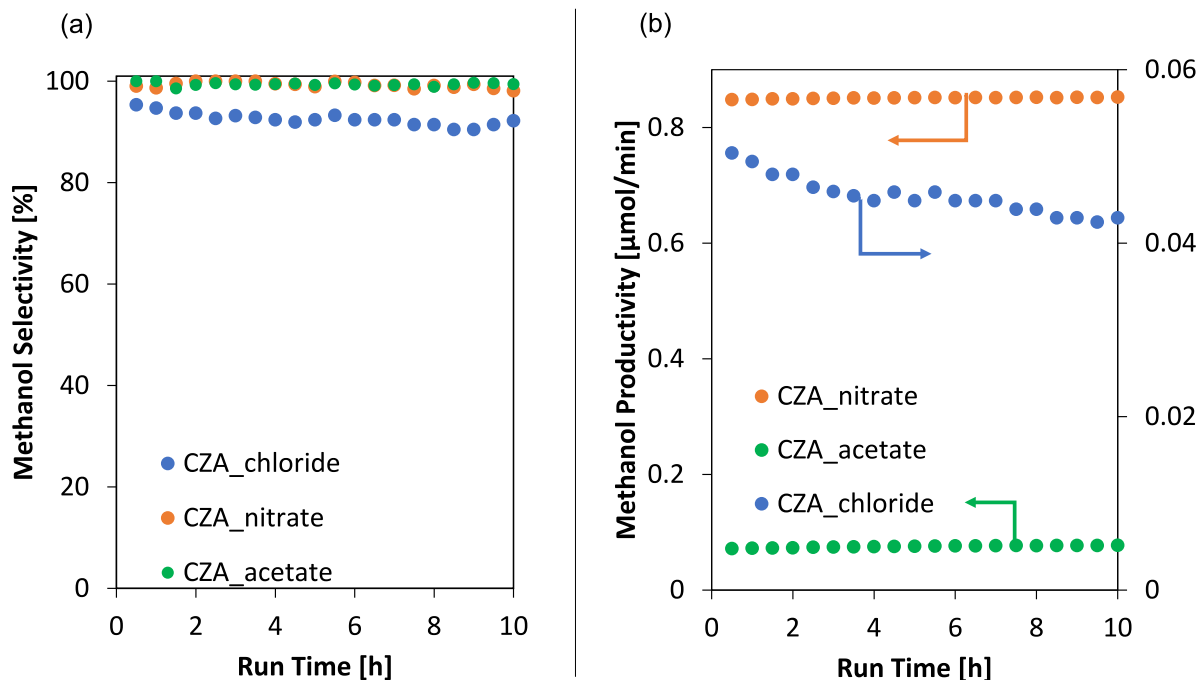 (a)
Methanol Selectivity [%]
100
80
60
40
20
0
CZA_chloride
CZA_nitrate
CZA_acetate
0 2 4 6 8 10
Run Time [h]
(b)
Methanol Productivity [µmol/min]
0.8
0.6
0.4
0.2
0
CZA_nitrate
CZA_acetate
CZA_chloride
0.06
0.04
0.02
0
0 2 4 6 8 10
Run Time [h]